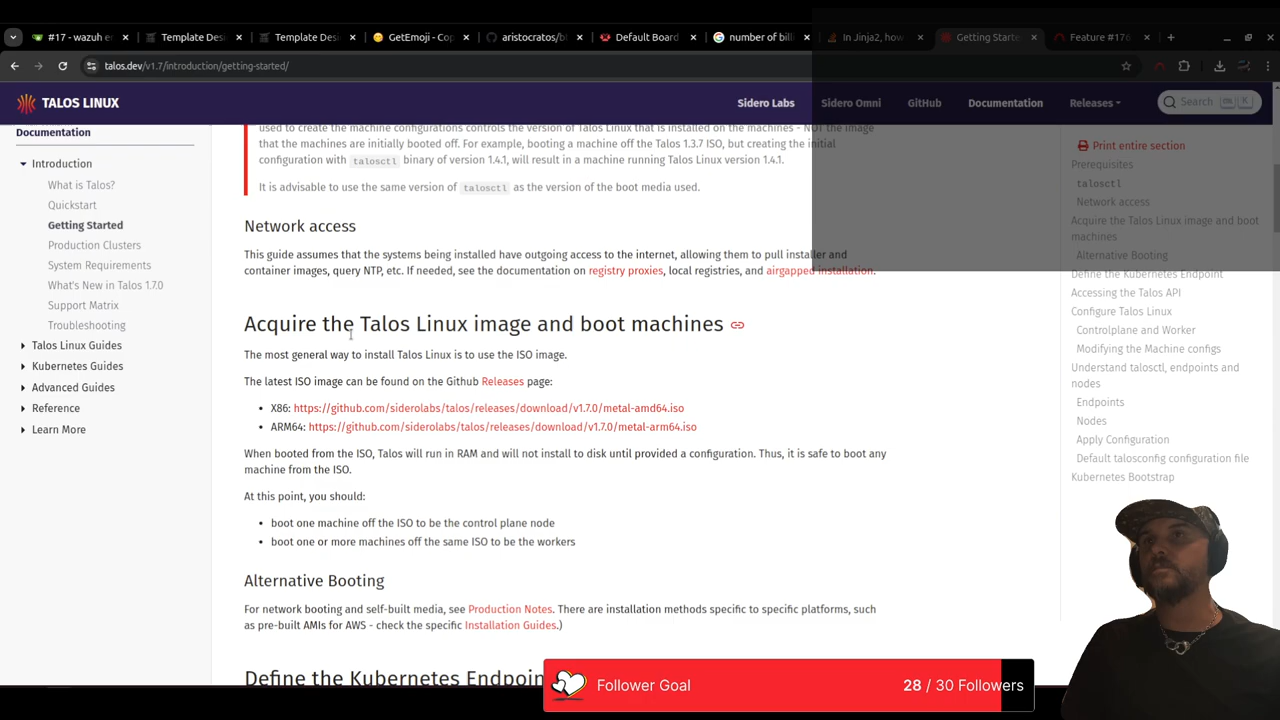 #17 - wazuh er
Template Desi
Template Desi
GetEmoji - Cop
aristocratos/bt
Default Board
number of billi
In Jinja2, how
Getting Starte
Feature #176
talos.dev/v1.7/introduction/getting-started/
TALOS LINUX
Sidero Labs
Sidero Omni
GitHub
Documentation
Releases
Search
Ctrl K
Documentation
Introduction
What is Talos?
Quickstart
Getting Started
Production Clusters
System Requirements
What's New in Talos 1.7.0
Support Matrix
Troubleshooting
Talos Linux Guides
Kubernetes Guides
Advanced Guides
Reference
Learn More
used to create the machine configurations controls the version of Talos Linux that is installed on the machines - NOT the image
that the machines are initially booted off. For example, booting a machine off the Talos 1.3.7 ISO, but creating the initial
configuration with talosctl binary of version 1.4.1, will result in a machine running Talos Linux version 1.4.1.
It is advisable to use the same version of talosctl as the version of the boot media used.
Network access
This guide assumes that the systems being installed have outgoing access to the internet, allowing them to pull installer and
container images, query NTP, etc. If needed, see the documentation on registry proxies, local registries, and airgapped installation.
Acquire the Talos Linux image and boot machines
The most general way to install Talos Linux is to use the ISO image.
The latest ISO image can be found on the Github Releases page:
• X86: https://github.com/siderolabs/talos/releases/download/v1.7.0/metal-amd64.iso
• ARM64: https://github.com/siderolabs/talos/releases/download/v1.7.0/metal-arm64.iso
When booted from the ISO, Talos will run in RAM and will not install to disk until provided a configuration. Thus, it is safe to boot any
machine from the ISO.
At this point, you should:
• boot one machine off the ISO to be the control plane node
• boot one or more machines off the same ISO to be the workers
Alternative Booting
For network booting and self-built media, see Production Notes. There are installation methods specific to specific platforms, such
as pre-built AMIs for AWS - check the specific Installation Guides.)
Define the Kubernetes Endpoin
Print entire section
Prerequisites
talosctl
Network access
Acquire the Talos Linux image and boot
machines
Alternative Booting
Define the Kubernetes Endpoint
Accessing the Talos API
Configure Talos Linux
Controlplane and Worker
Modifying the Machine configs
Understand talosctl, endpoints and
nodes
Endpoints
Nodes
Apply Configuration
Default talosconfig configuration file
Kubernetes Bootstrap
Follower Goal
28 / 30 Followers